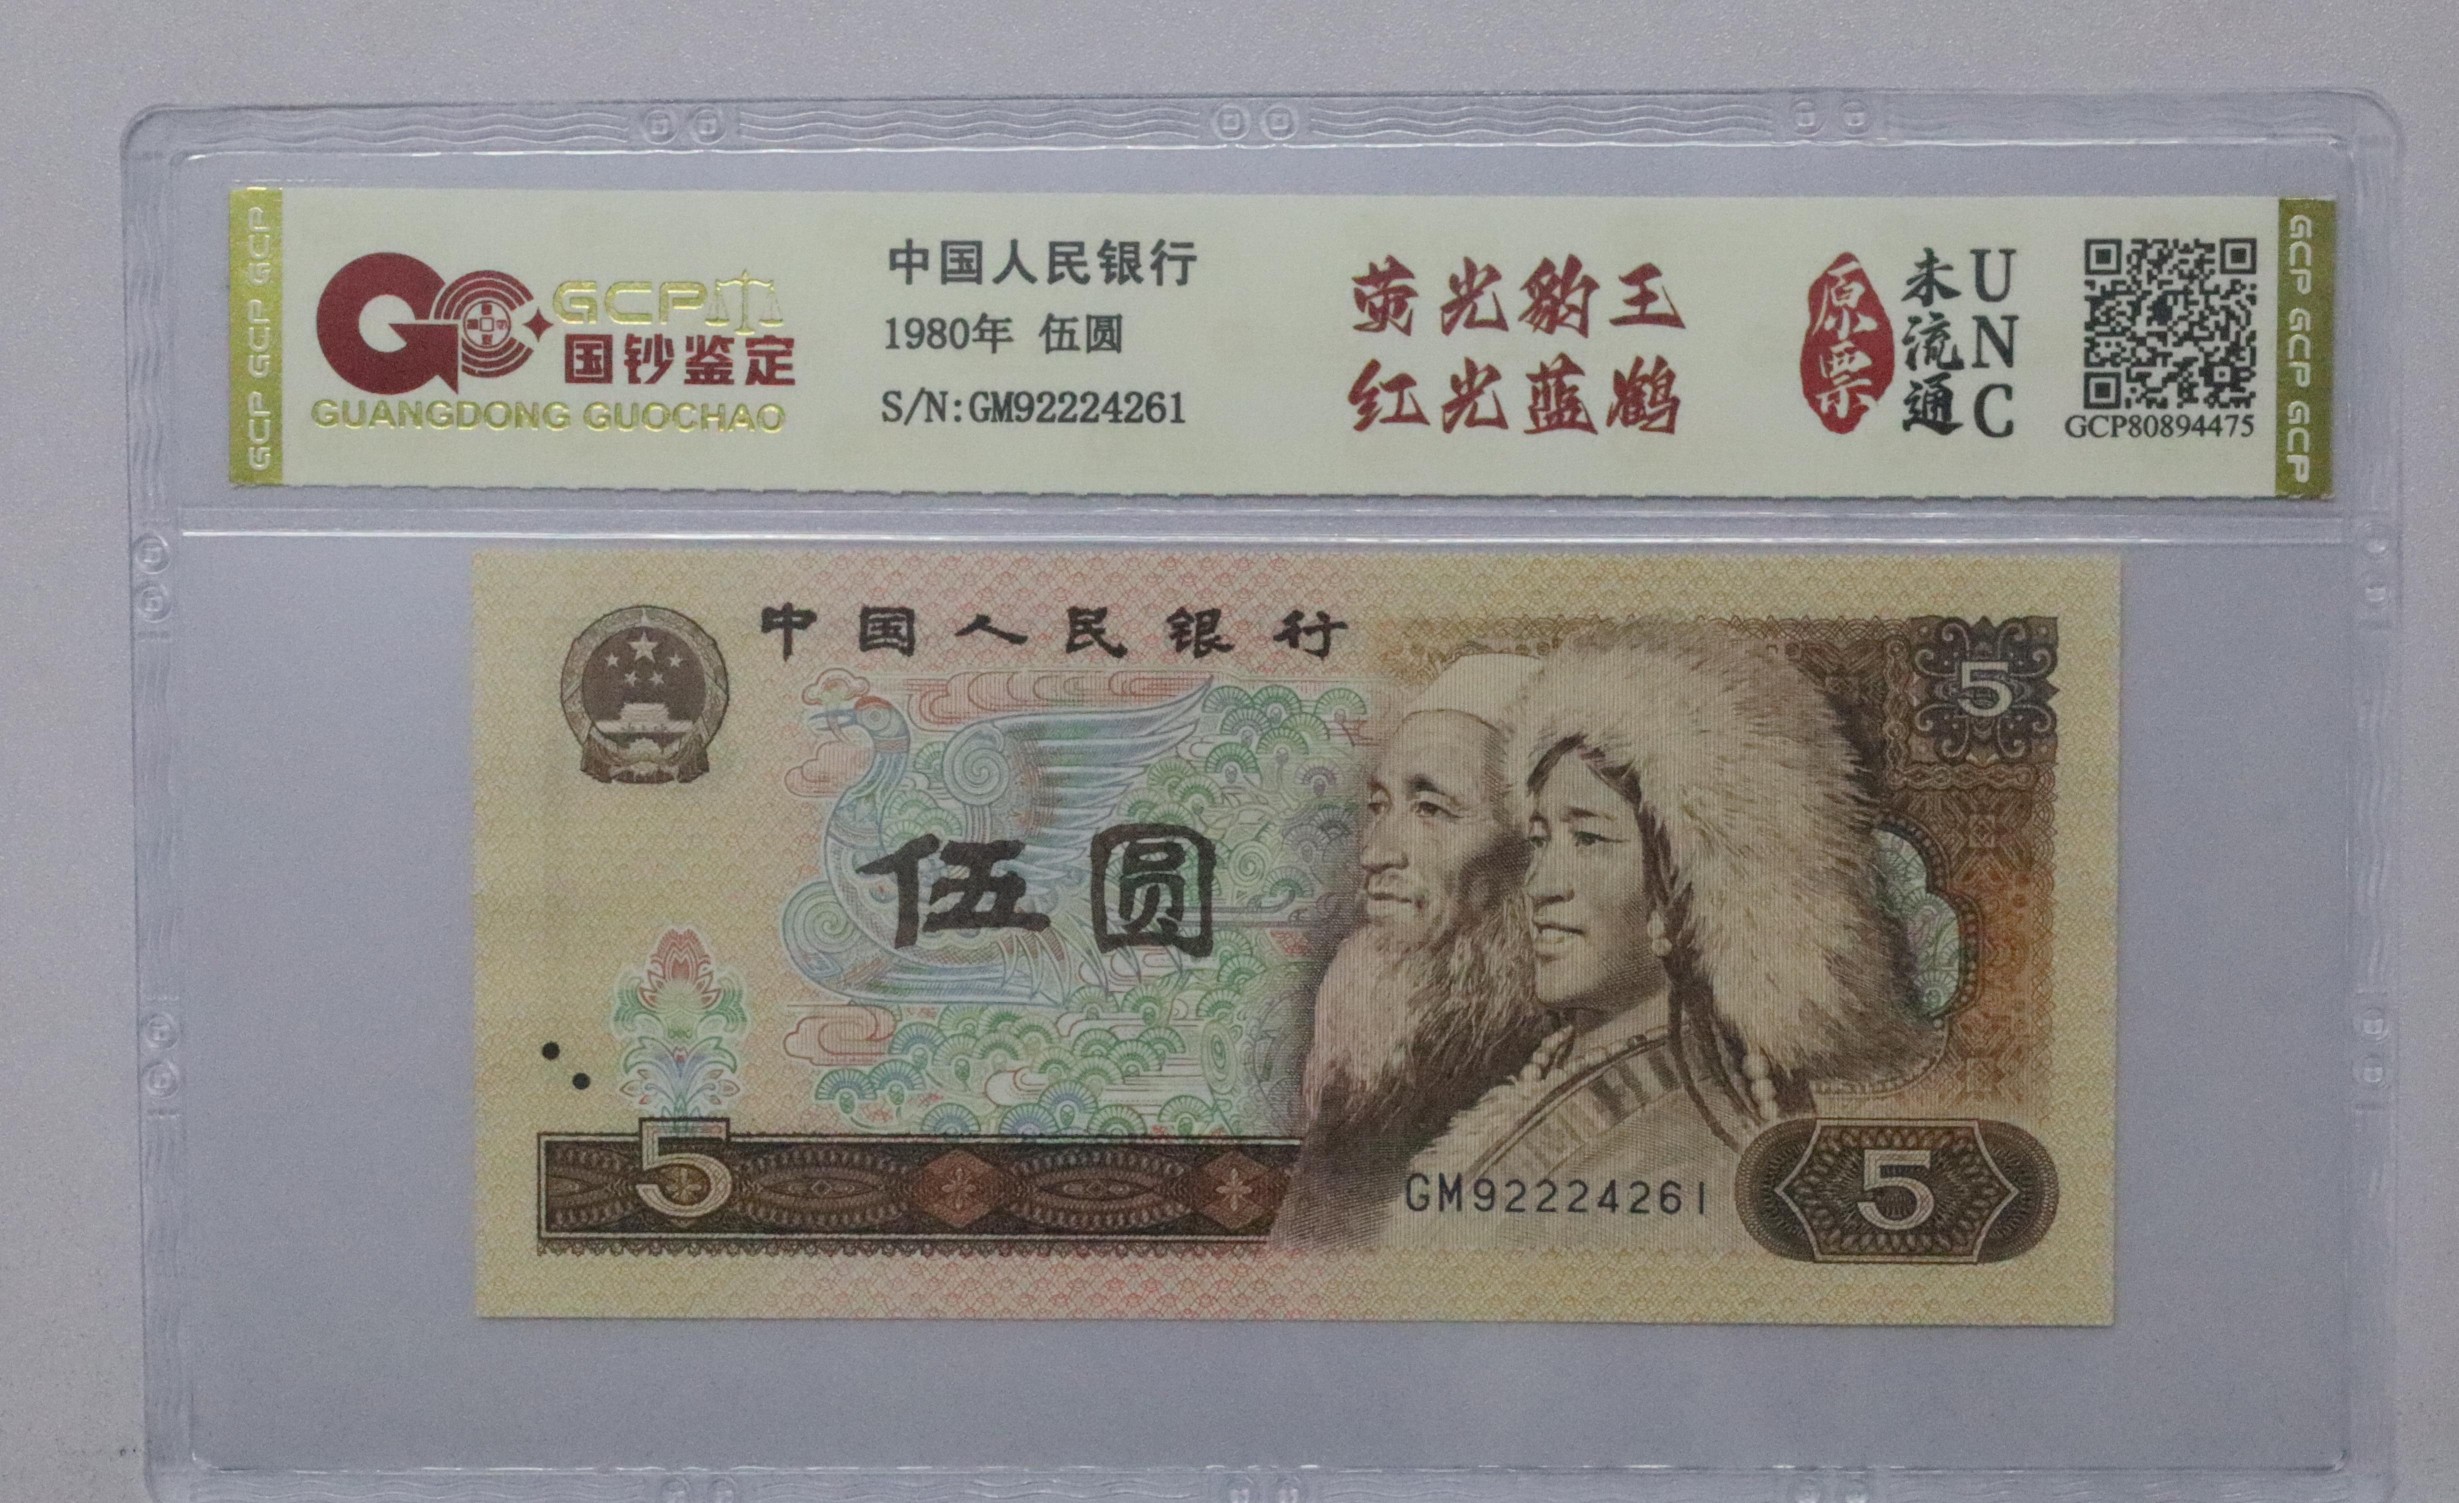 GCP GCP GCP
GCP
国钞鉴定
GUANGDONG GUOCHAO
中国人民银行
1980年 伍圆
S/N:GM92224261
荧光豹王
红光蓝鹤
原票
未流通
UNC
GCP80894475
GCP GCP GCP
中国人民银行
5
伍圆
5
GM92224261
5